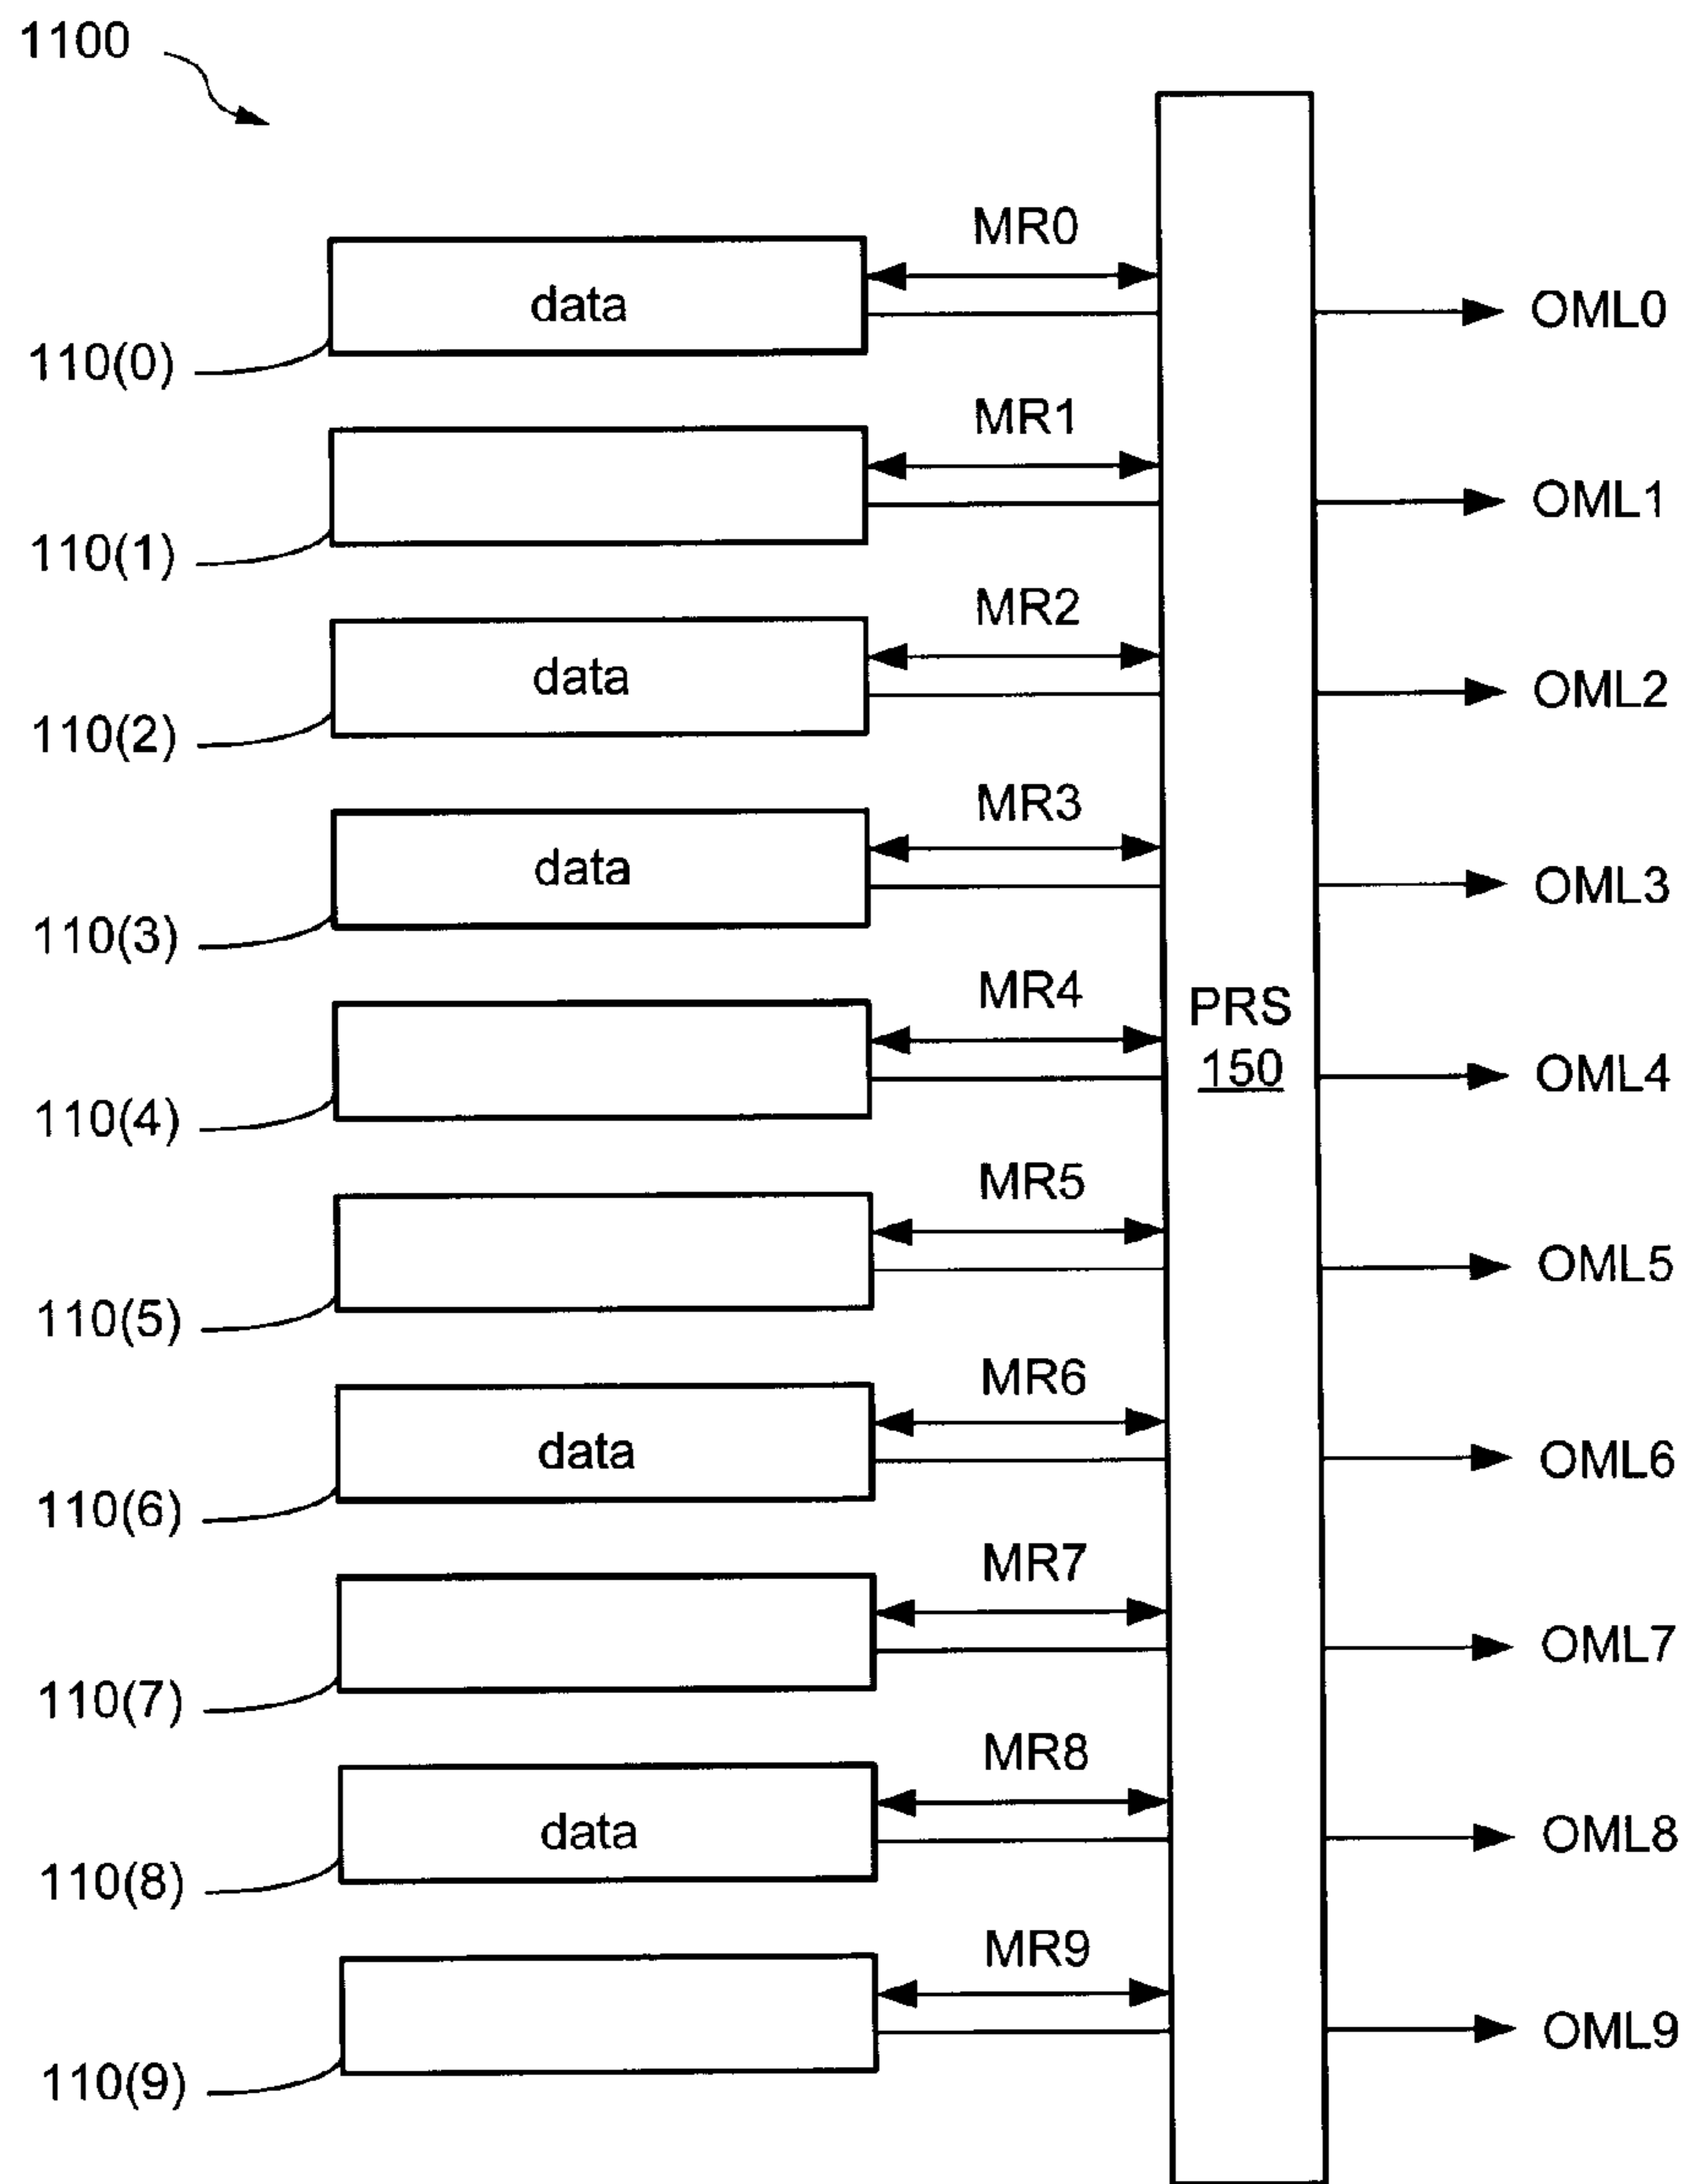 1100
MR0
data
OML0
110(0)
MR1
OML1
110(1)
MR2
data
OML2
110(2)
MR3
data
OML3
110(3)
MR4
PRS
150
OML4
110(4)
MR5
OML5
110(5)
MR6
data
OML6
110(6)
MR7
OML7
110(7)
MR8
data
OML8
110(8)
MR9
OML9
110(9)